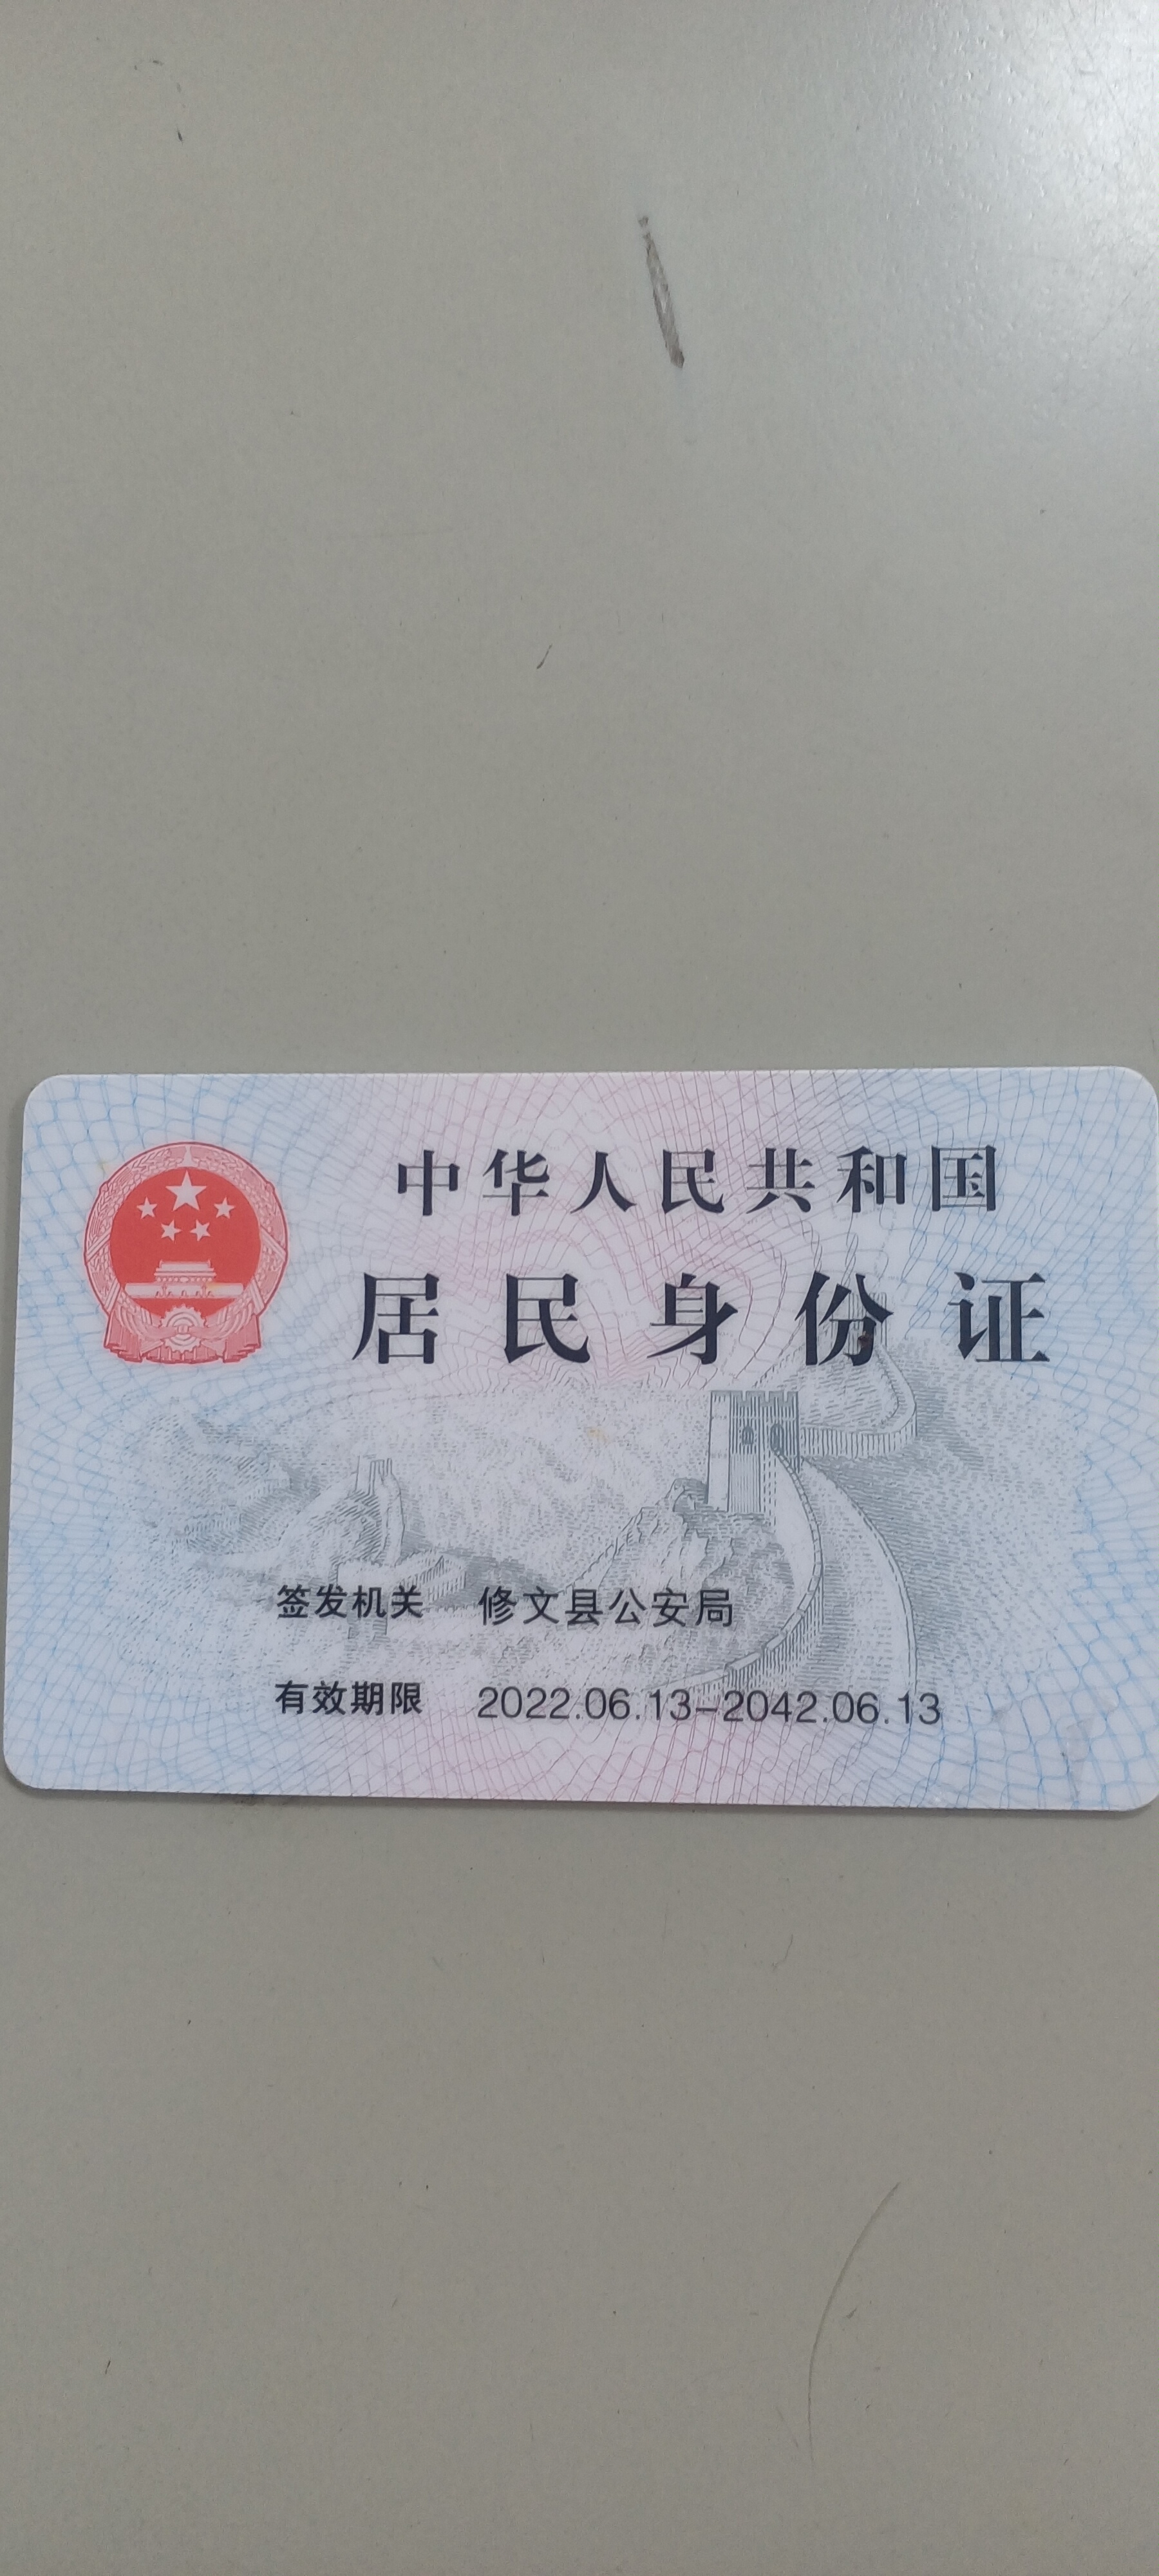 中华人民共和国
居民身份证
签发机关 修文县公安局
有效期限 2022.06.13-2042.06.13